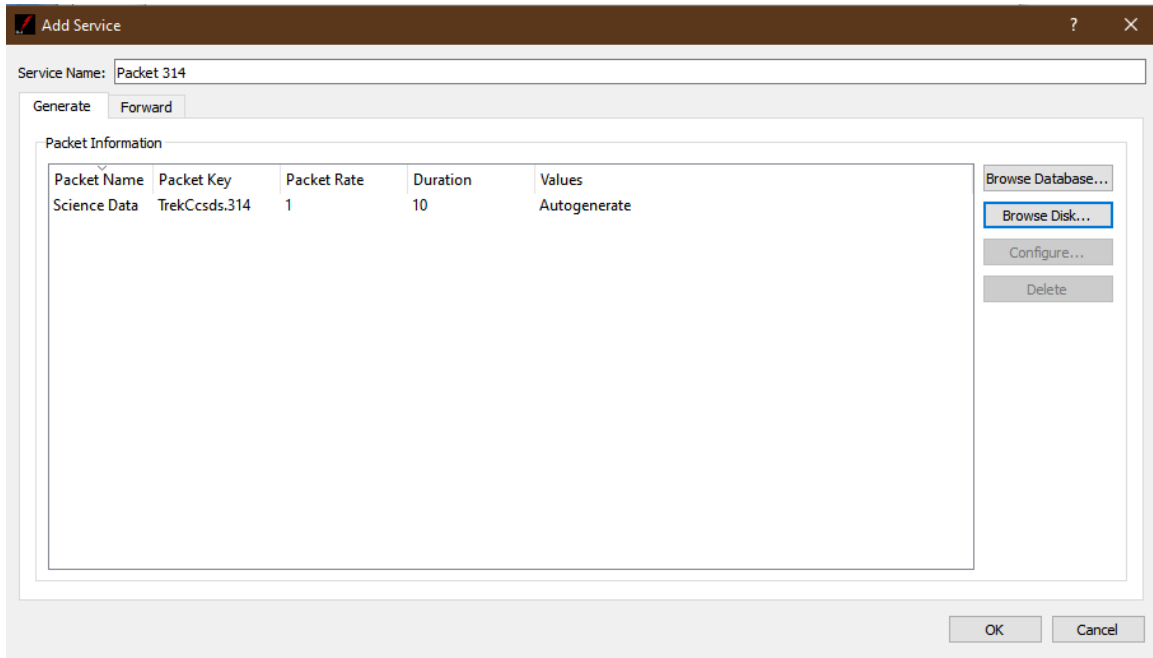 Add Service
?
Service Name: Packet 314
Generate Forward
Packet Information
Packet Name Packet Key Packet Rate Duration Values
Science Data TrekCcsds.314 1 10 Autogenerate
Browse Database...
Browse Disk...
Configure...
Delete
OK Cancel